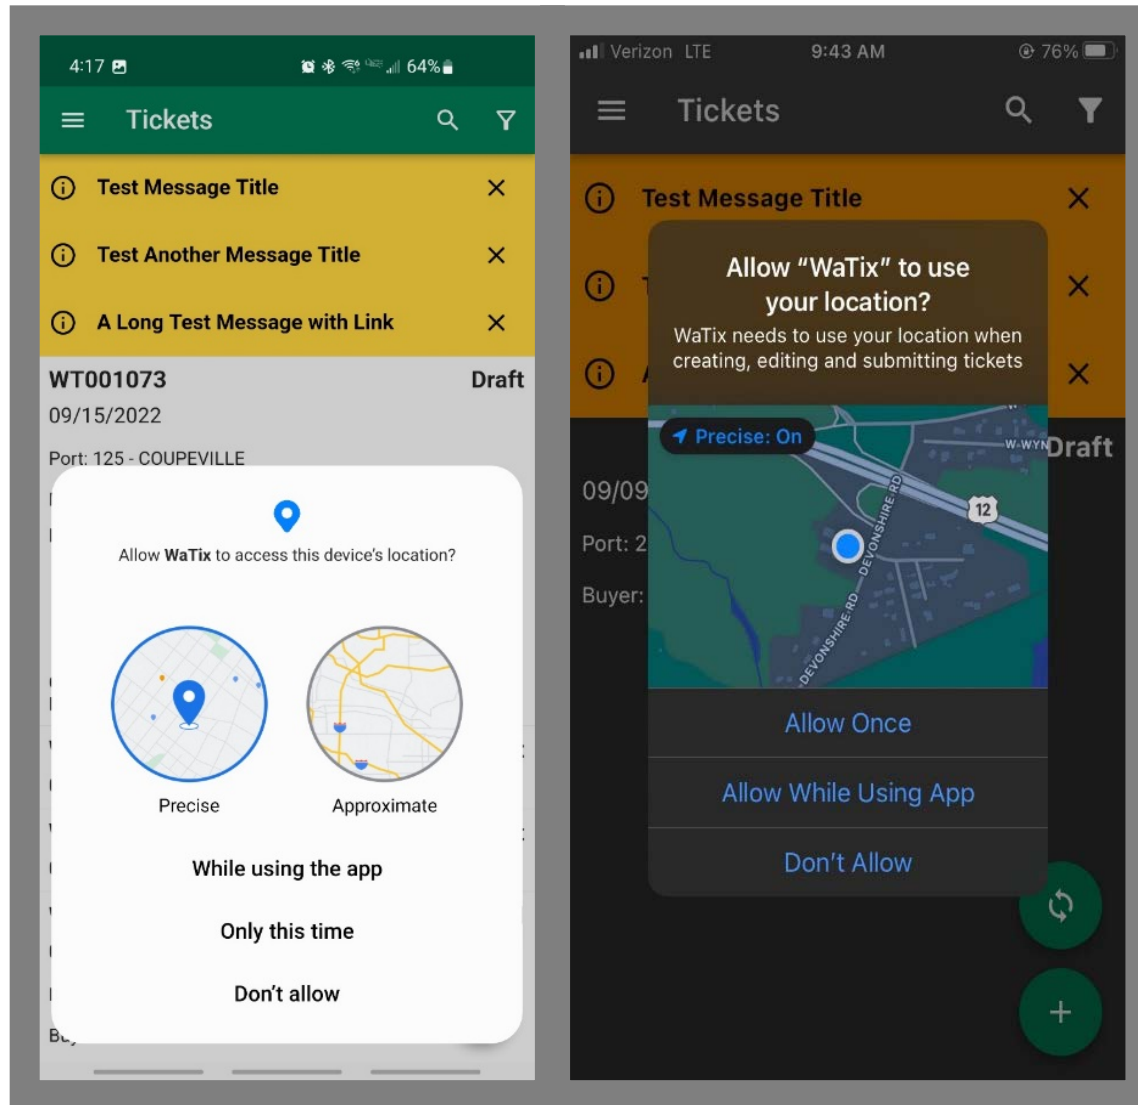 4:17
64%
Tickets
Test Message Title
Test Another Message Title
A Long Test Message with Link
WT001073 Draft
09/15/2022
Port: 125 - COUPEVILLE
Allow WaTix to access this device's location?
Precise Approximate
While using the app
Only this time
Don't allow
Verizon LTE 9:43 AM 76%
Tickets
Test Message Title
Allow “WaTix” to use
your location?
WaTix needs to use your location when
creating, editing and submitting tickets
Precise: On
W-WYN
Draft
09/09
12
DEVONSHIRE-RD
Port: 2
Buyer:
DEVONSHIRE-RD
Allow Once
Allow While Using App
Don't Allow